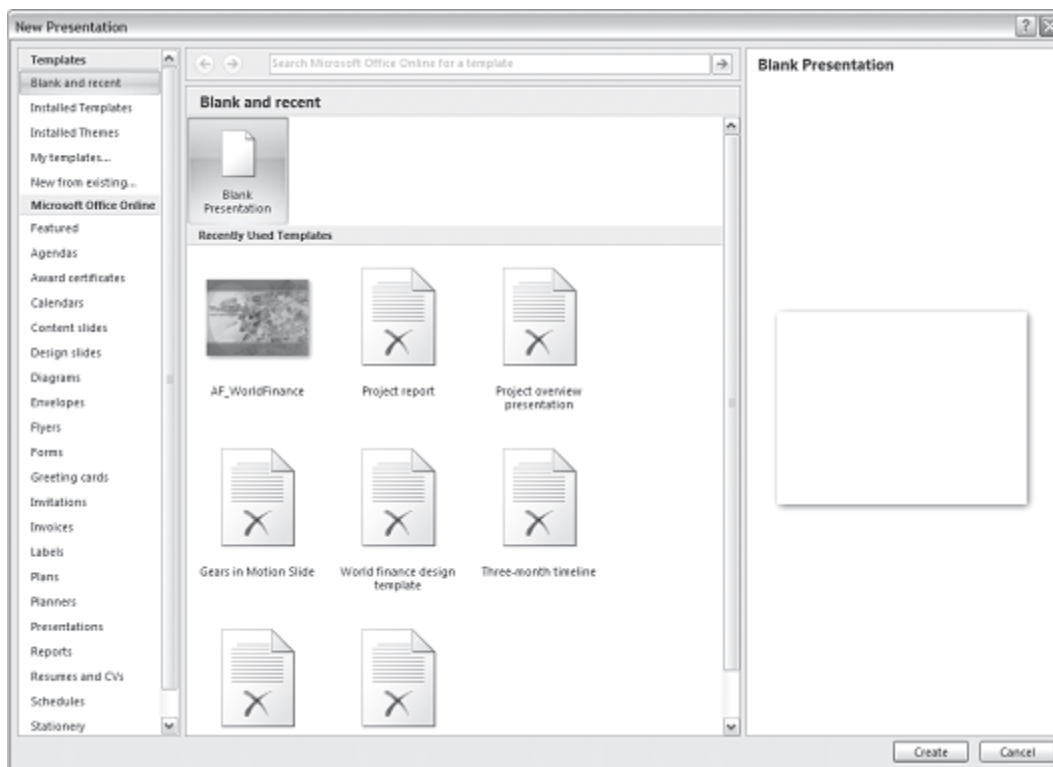 New Presentation
Templates
Blank and recent
Installed Templates
Installed Themes
My templates...
New from existing...
Microsoft Office Online
Featured
Agendas
Award certificates
Calendars
Content slides
Design slides
Diagrams
Envelopes
Flyers
Forms
Greeting cards
Invitations
Invoices
Labels
Plans
Planners
Presentations
Reports
Resumes and CVs
Schedules
Stationery
Search Microsoft Office Online for a template
Blank and recent
Blank
Presentation
Recently Used Templates
AF_WorldFinance
Project report
Project overview
presentation
Gears in Motion Slide
World finance design
template
Three-month timeline
Blank Presentation
Create
Cancel